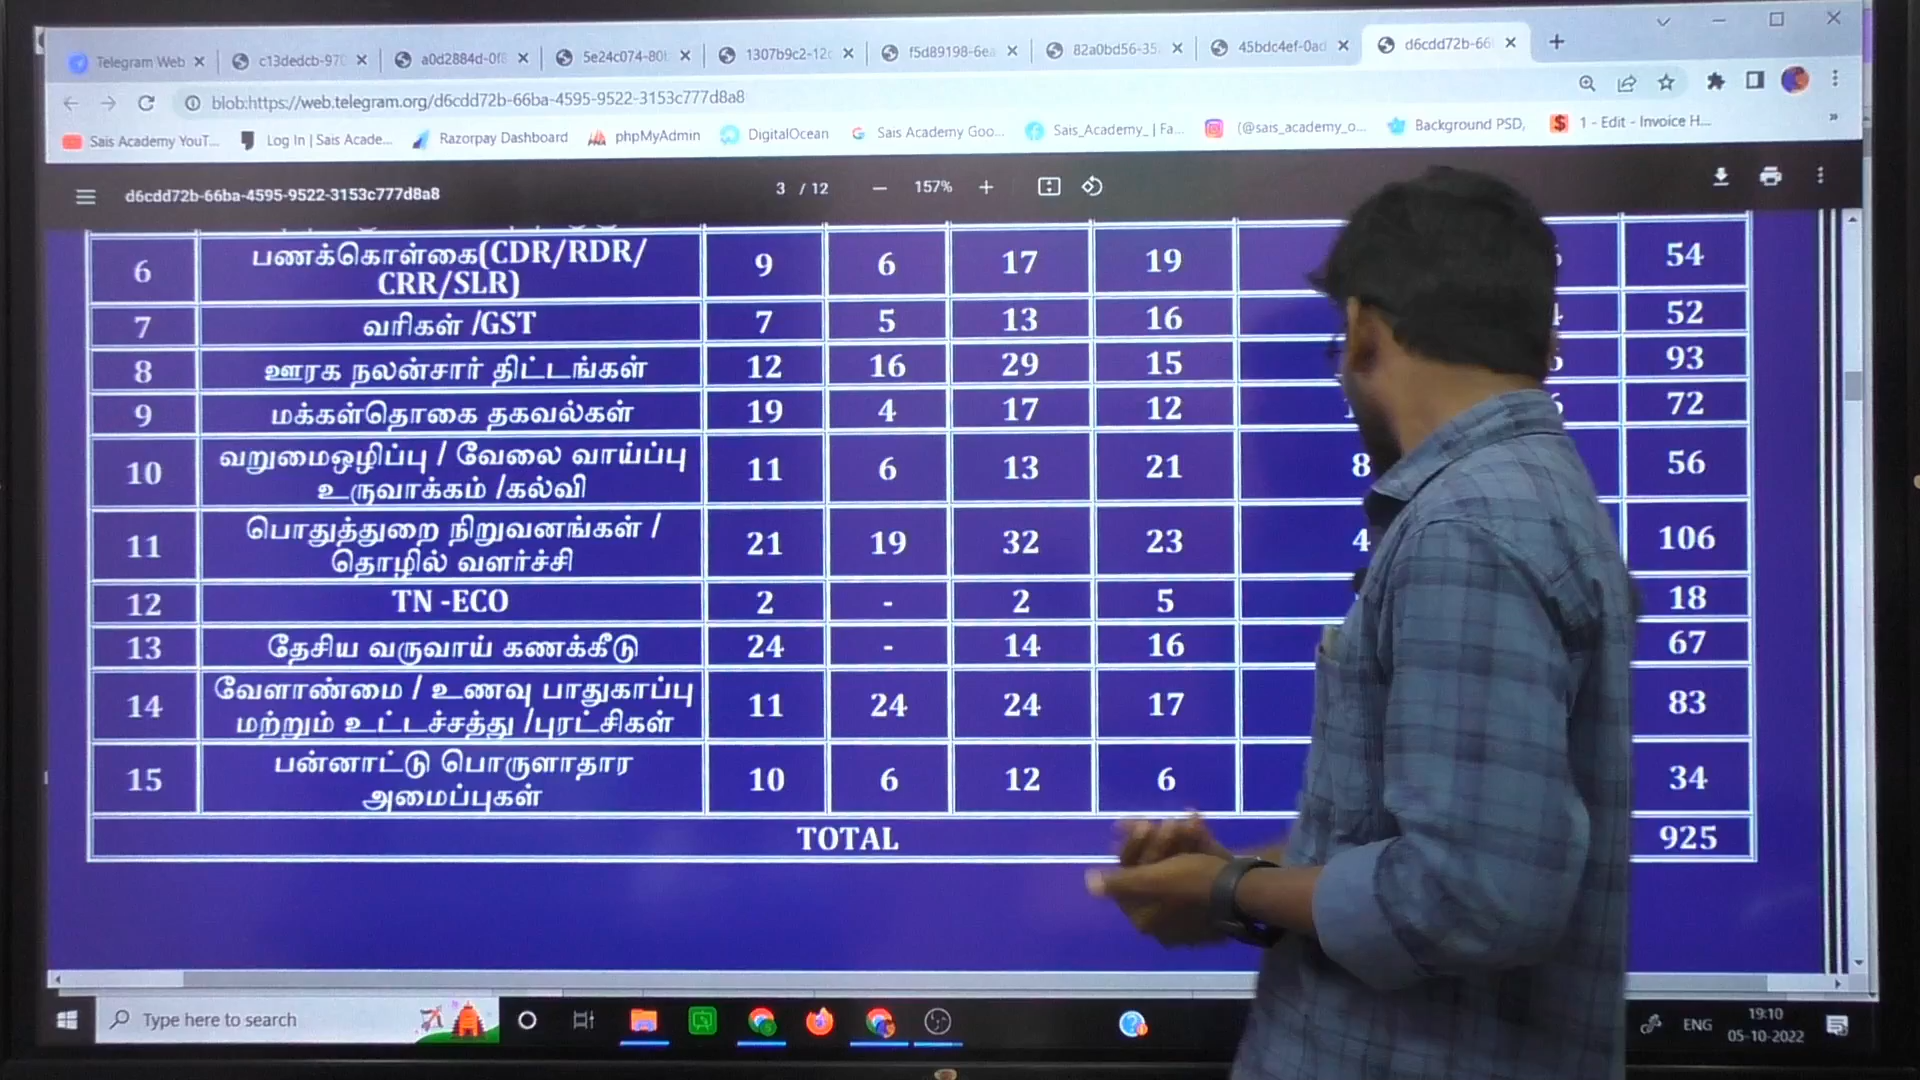 Telegram Web
c13dedcb-970
a0d2884d-0f8
5e24c074-80b
1307b9c2-12c
f5d89198-6ea
82a0bd56-35
45bdc4ef-0ad
d6cdd72b-66
blob:https://web.telegram.org/d6cdd72b-66ba-4595-9522-3153c777d8a8
Sais Academy YouT...
Log In | Sais Acade...
Razorpay Dashboard
phpMyAdmin
DigitalOcean
Sais Academy Goo...
Sais_Academy_ | Fa...
(@sais_academy_o...
Background PSD,
1 - Edit - Invoice H...
d6cdd72b-66ba-4595-9522-3153c777d8a8
3 / 12
157%
6 பணக்கொள்கை(CDR/RDR/ 9 6 17 19 54
CRR/SLR)
7 வரிகள் /GST 7 5 13 16 52
8 ஊரக நலன்சார் திட்டங்கள் 12 16 29 15 93
9 மக்கள்தொகை தகவல்கள் 19 4 17 12 72
10 வறுமைஒழிப்பு / வேலை வாய்ப்பு 11 6 13 21 8 56
உருவாக்கம் /கல்வி
11 பொதுத்துறை நிறுவனங்கள் / 21 19 32 23 4 106
தொழில் வளர்ச்சி
12 TN -ECO 2 - 2 5 18
13 தேசிய வருவாய் கணக்கீடு 24 - 14 16 67
14 வேளாண்மை / உணவு பாதுகாப்பு 11 24 24 17 83
மற்றும் உட்டச்சத்து /புரட்சிகள்
15 பன்னாட்டு பொருளாதார 10 6 12 6 34
அமைப்புகள்
TOTAL 925
Type here to search
ENG
19:10
05-10-2022